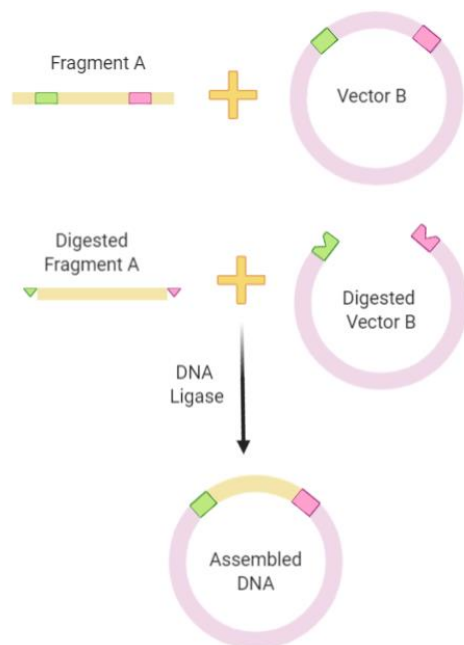 Fragment A
Vector B
Digested
Fragment A
Digested
Vector B
DNA
Ligase
Assembled
DNA